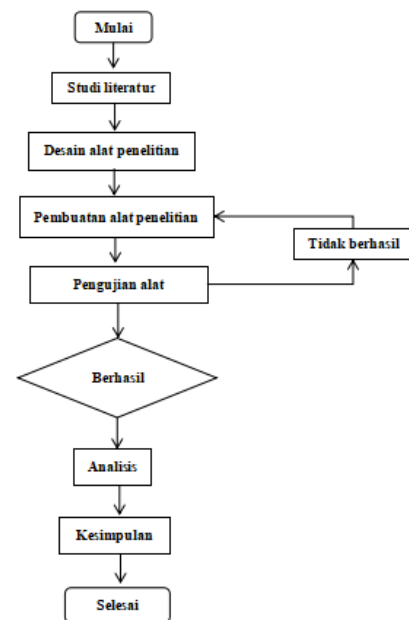 Mulai
Studi literatur
Desain alat penelitian
Pembuatan alat penelitian
Tidak berhasil
Pengujian alat
Berhasil
Analisis
Kesimpulan
Selesai